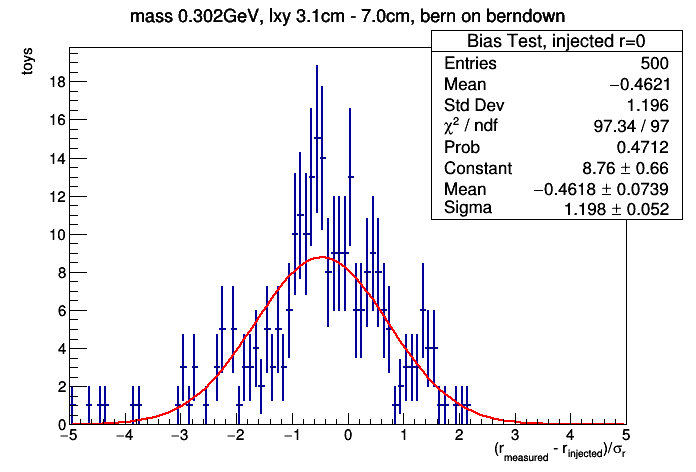 mass 0.302GeV, lxy 3.1cm - 7.0cm, bern on berndown
Bias Test, injected r=0
Entries 500
Mean −0.4621
Std Dev 1.196
χ² / ndf 97.34 / 97
Prob 0.4712
Constant 8.76 ± 0.66
Mean −0.4618 ± 0.0739
Sigma 1.198 ± 0.052
toys
18
16
14
12
10
8
6
4
2
0
−5 −4 −3 −2 −1 0 1 2 3 4 5
(r_measured - r_injected)/σ_r